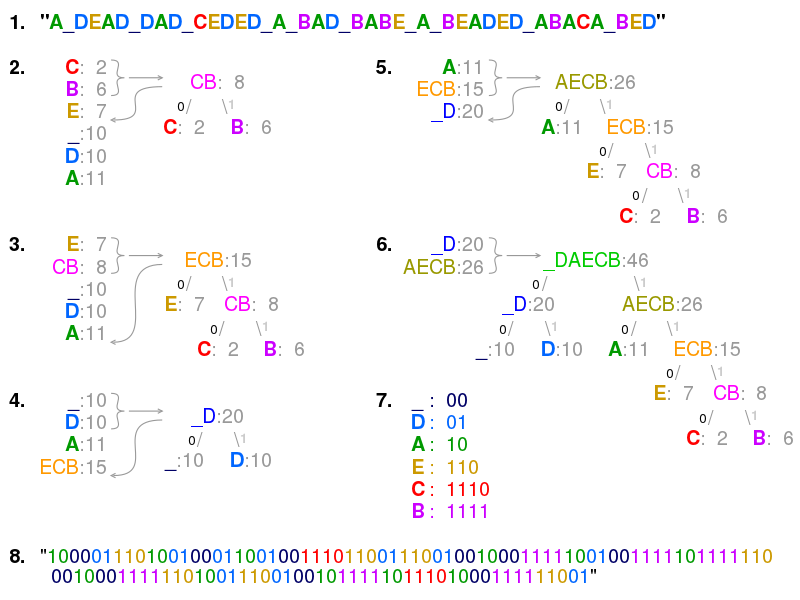 1. "A_DEAD_DAD_CEDED_A_BAD_BABE_A_BEADED_ABACA_BED"
2.
C: 2
B: 6
E: 7
_:10
D:10
A:11
CB: 8
0 1
C: 2 B: 6
3.
E: 7
CB: 8
_:10
D:10
A:11
ECB:15
0 1
E: 7 CB: 8
0 1
C: 2 B: 6
4.
_:10
D:10
A:11
ECB:15
_D:20
0 1
_:10 D:10
5.
A:11
ECB:15
_D:20
AECB:26
0 1
A:11 ECB:15
0 1
E: 7 CB: 8
0 1
C: 2 B: 6
6.
_D:20
AECB:26
_DAECB:46
0 1
_D:20 AECB:26
0 1 0 1
_:10 D:10 A:11 ECB:15
0 1
E: 7 CB: 8
0 1
C: 2 B: 6
7.
_ : 00
D : 01
A : 10
E : 110
C : 1110
B : 1111
8. "100001110100100011001001110110011100100100011111001001111101111110
0010001111110100111001001011111011101000111111001"